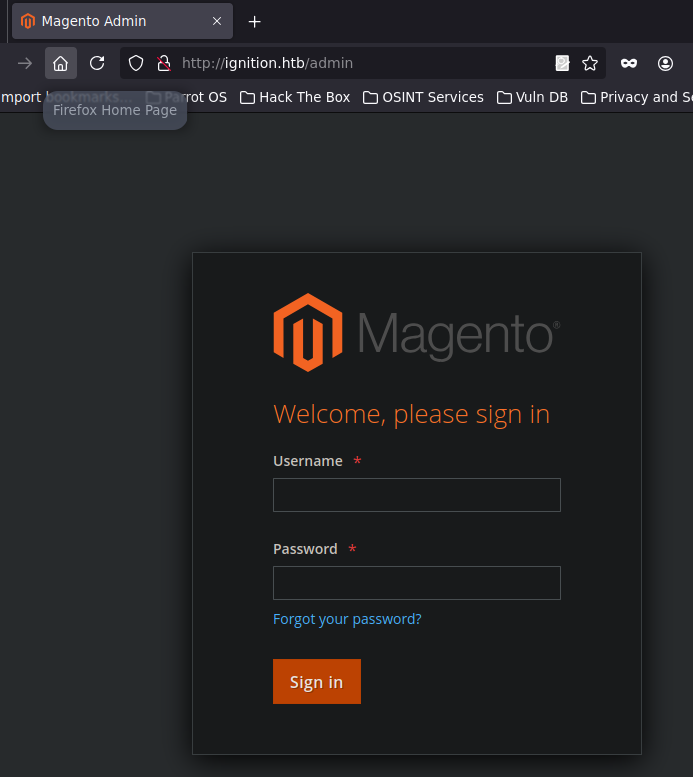 Magento Admin
http://ignition.htb/admin
mport bookmarks... Parrot OS Hack The Box OSINT Services Vuln DB Privacy and Se
Firefox Home Page
Magento®
Welcome, please sign in
Username *
Password *
Forgot your password?
Sign in